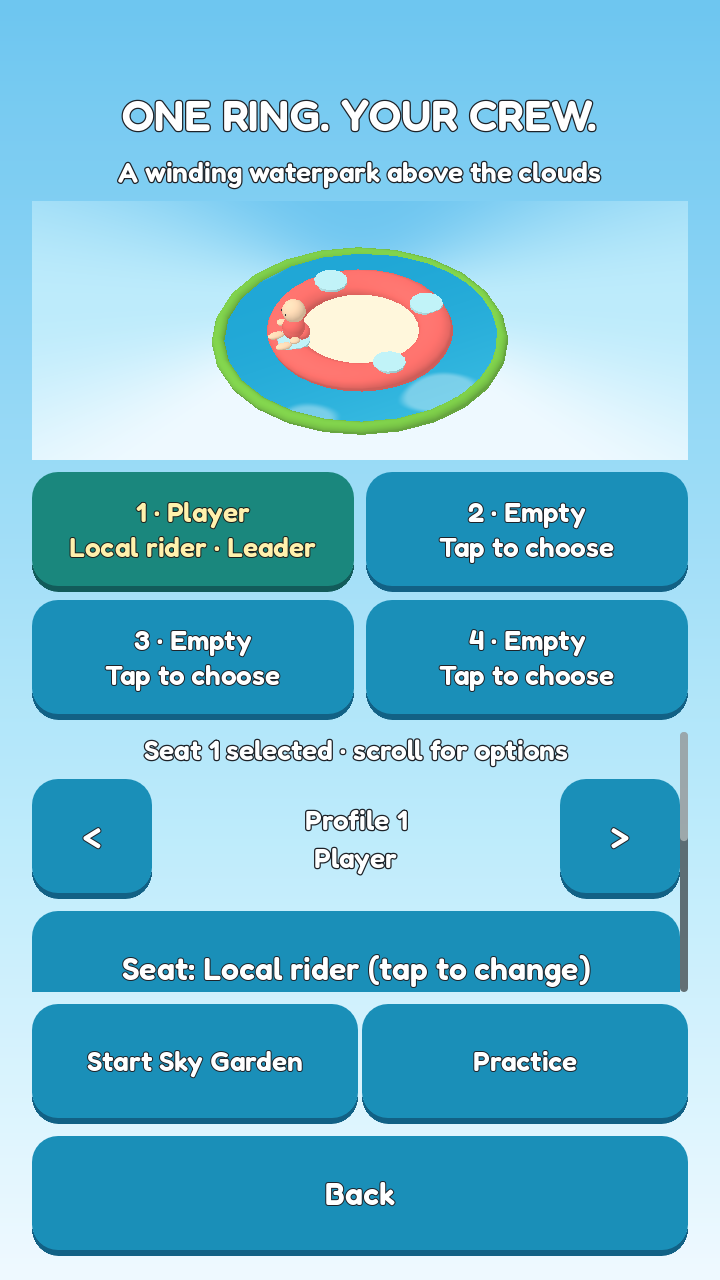 ONE RING. YOUR CREW.
A winding waterpark above the clouds
1 · Player
Local rider · Leader
2 · Empty
Tap to choose
3 · Empty
Tap to choose
4 · Empty
Tap to choose
Seat 1 selected · scroll for options
<
Profile 1
Player
>
Seat: Local rider (tap to change)
Start Sky Garden
Practice
Back